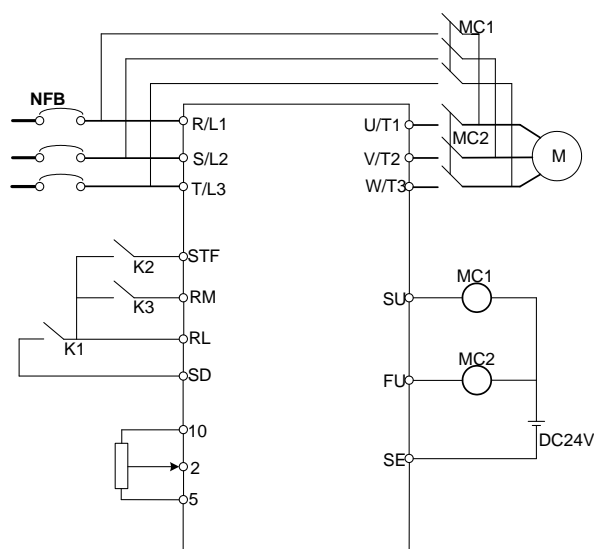 MC1
NFB
R/L1
U/T1
MC2
S/L2
V/T2
M
T/L3
W/T3
STF
K2
MC1
RM
SU
K3
RL
K1
MC2
SD
FU
10
DC24V
2
SE
5